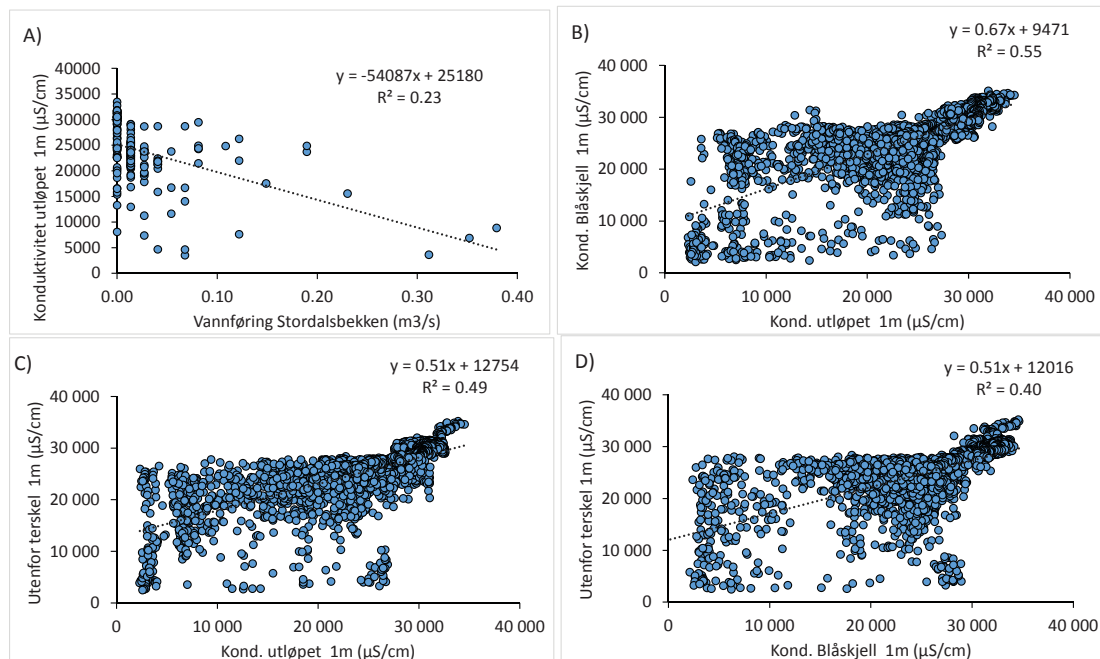 A)
y = -54087x + 25180
R² = 0.23
Konduktivitet utløpet 1m (µS/cm)
40000
35000
30000
25000
20000
15000
10000
5000
0
0.00 0.10 0.20 0.30 0.40
Vannføring Stordalsbekken (m3/s)
B)
y = 0.67x + 9471
R² = 0.55
Kond. Blåskjell 1m (µS/cm)
40 000
30 000
20 000
10 000
0
0 10 000 20 000 30 000 40 000
Kond. utløpet 1m (µS/cm)
C)
y = 0.51x + 12754
R² = 0.49
Utenfor terskel 1m (µS/cm)
40 000
30 000
20 000
10 000
0
0 10 000 20 000 30 000 40 000
Kond. utløpet 1m (µS/cm)
D)
y = 0.51x + 12016
R² = 0.40
Utenfor terskel 1m (µS/cm)
40 000
30 000
20 000
10 000
0
0 10 000 20 000 30 000 40 000
Kond. Blåskjell 1m (µS/cm)